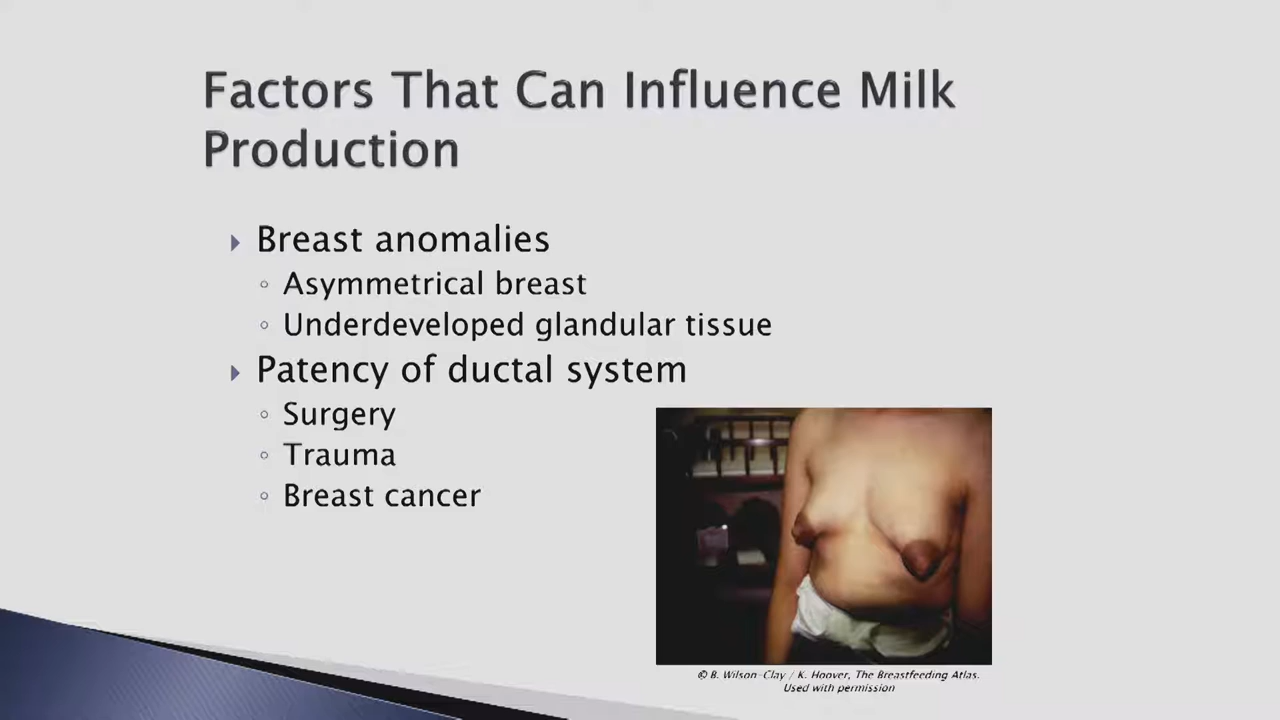 Factors That Can Influence Milk
Production
Breast anomalies
Asymmetrical breast
Underdeveloped glandular tissue
Patency of ductal system
Surgery
Trauma
Breast cancer
© B. Wilson-Clay / K. Hoover, The Breastfeeding Atlas.
Used with permission